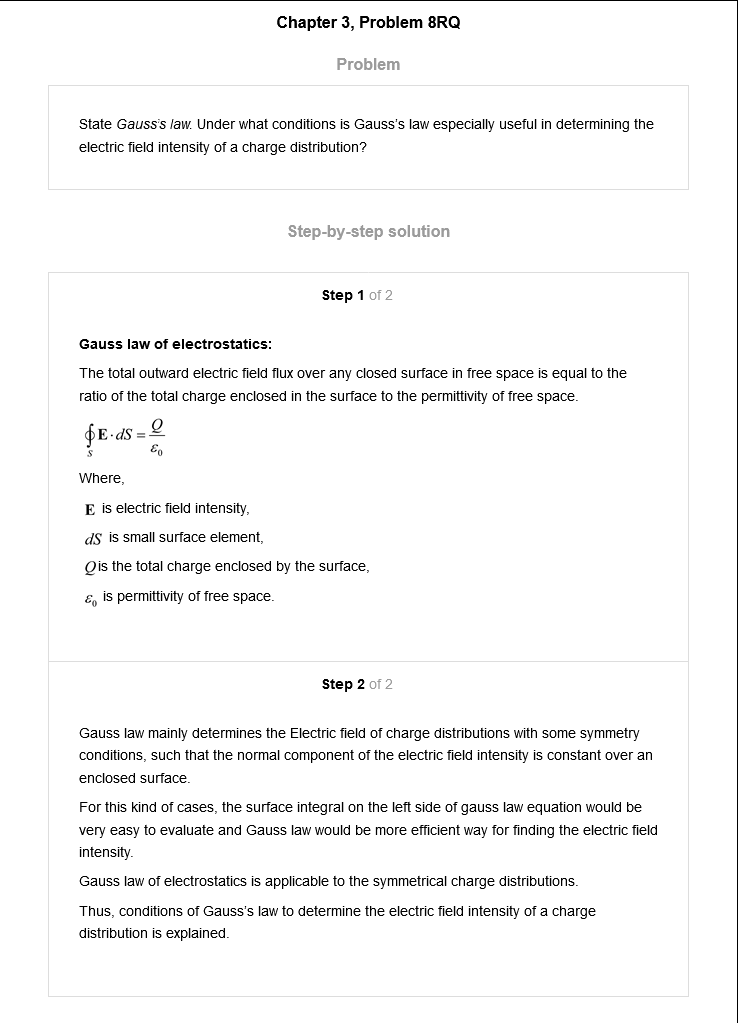 Chapter 3, Problem 8RQ
Problem
State Gauss's law. Under what conditions is Gauss's law especially useful in determining the
electric field intensity of a charge distribution?
Step-by-step solution
Step 1 of 2
Gauss law of electrostatics:
The total outward electric field flux over any closed surface in free space is equal to the
ratio of the total charge enclosed in the surface to the permittivity of free space.
∮_S E · dS = Q/ε₀
Where,
E is electric field intensity,
dS is small surface element,
Q is the total charge enclosed by the surface,
ε₀ is permittivity of free space.
Step 2 of 2
Gauss law mainly determines the Electric field of charge distributions with some symmetry
conditions, such that the normal component of the electric field intensity is constant over an
enclosed surface.
For this kind of cases, the surface integral on the left side of gauss law equation would be
very easy to evaluate and Gauss law would be more efficient way for finding the electric field
intensity.
Gauss law of electrostatics is applicable to the symmetrical charge distributions.
Thus, conditions of Gauss's law to determine the electric field intensity of a charge
distribution is explained.